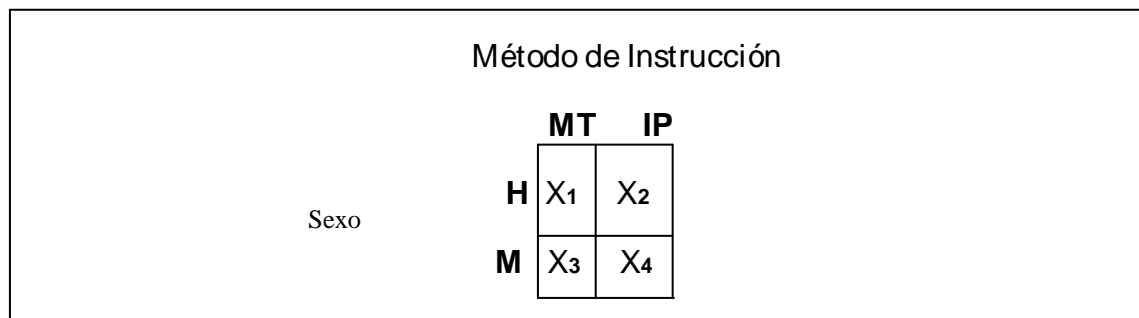 Método de Instrucción
MT IP
H X1 X2
Sexo
M X3 X4